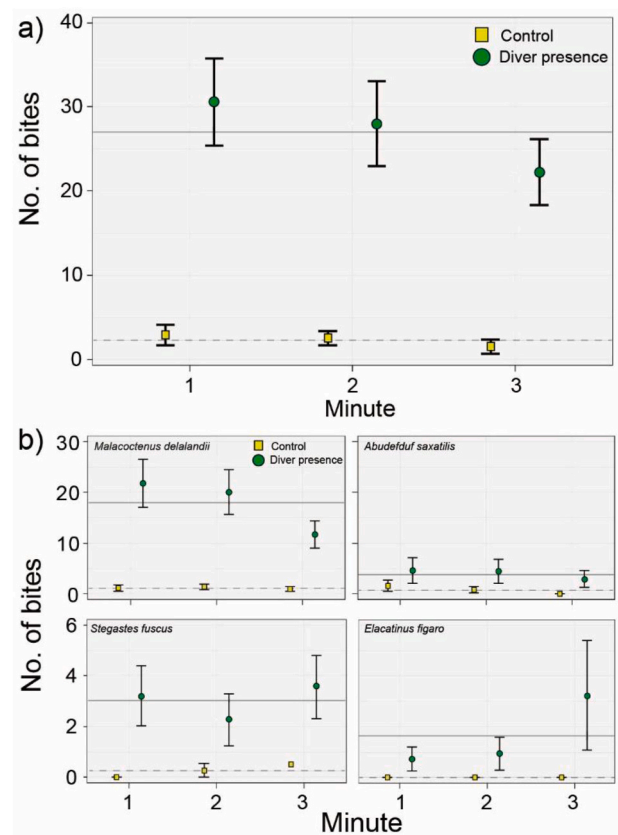 a)
40
30
20
10
0
No. of bites
Control
Diver presence
1 2 3
Minute
b)
No. of bites
30
20
10
0
Malacoctenus delalandii
Control
Diver presence
Abudefduf saxatilis
6
4
2
0
Stegastes fuscus
Elacatinus figaro
1 2 3 1 2 3
Minute